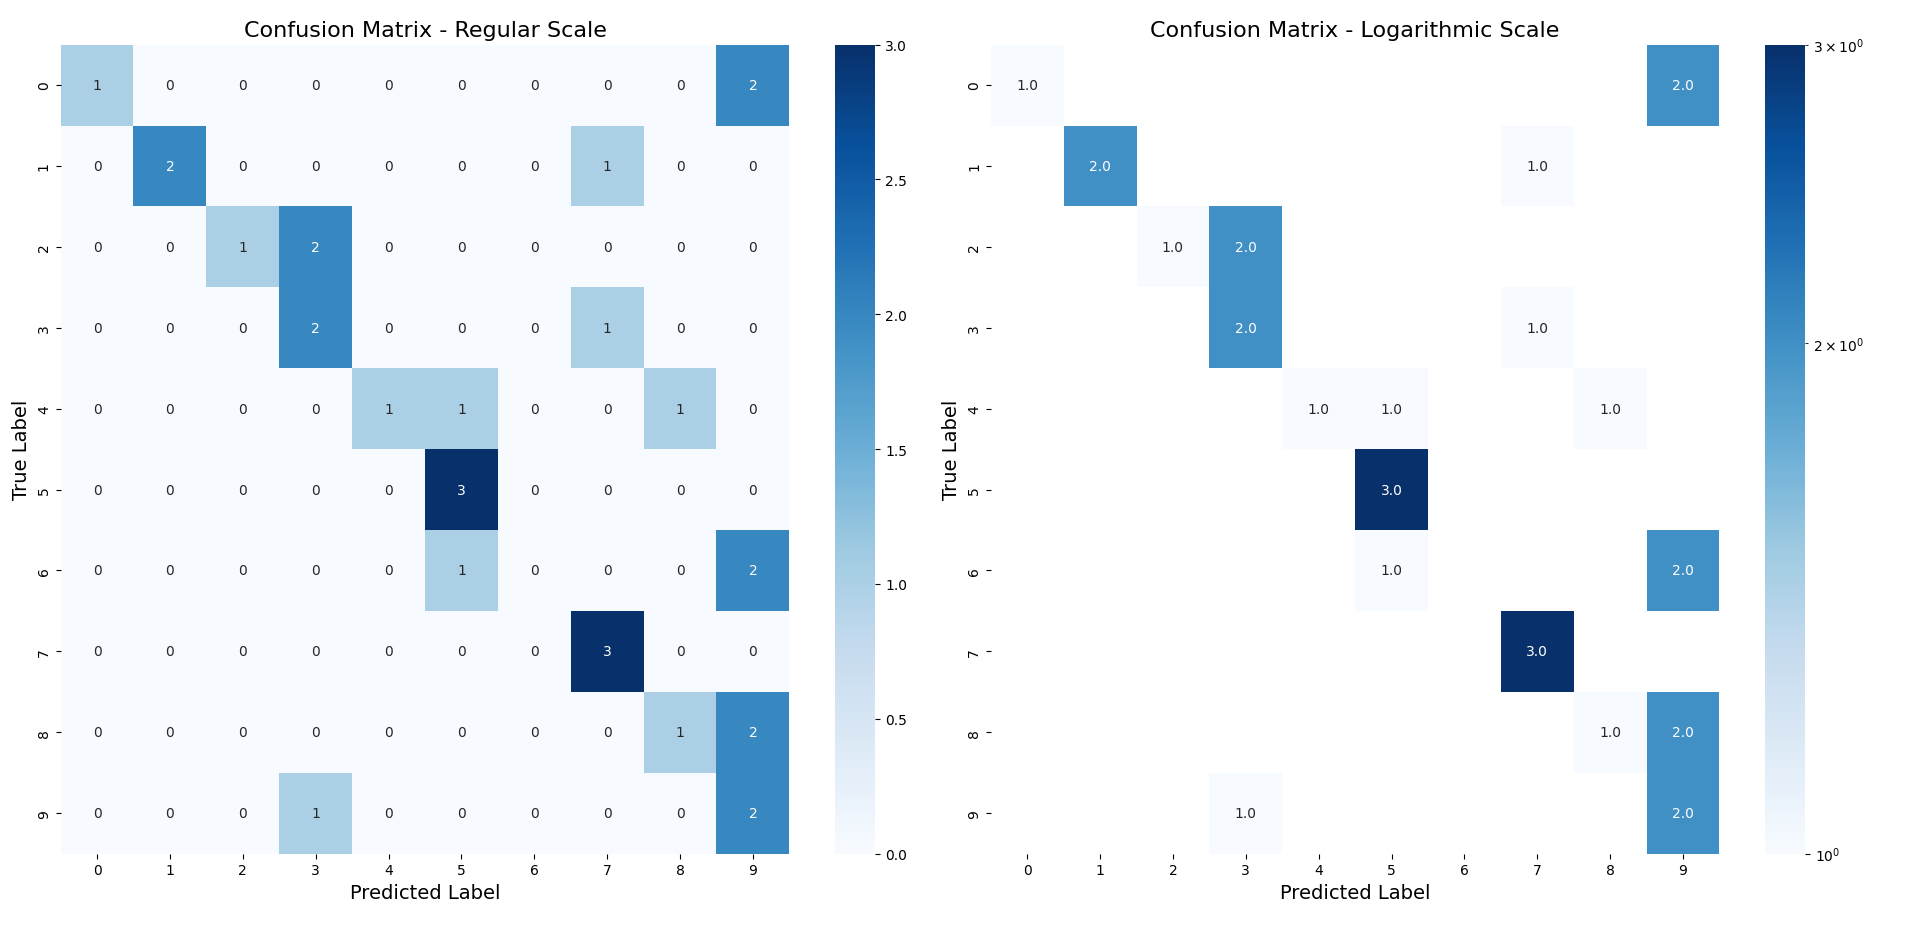 Confusion Matrix - Regular Scale
1 0 0 0 0 0 0 0 0 2
0 2 0 0 0 0 0 1 0 0
0 0 1 2 0 0 0 0 0 0
0 0 0 2 0 0 0 1 0 0
0 0 0 0 1 1 0 0 1 0
0 0 0 0 0 3 0 0 0 0
0 0 0 0 0 1 0 0 0 2
0 0 0 0 0 0 0 3 0 0
0 0 0 0 0 0 0 0 1 2
0 0 0 1 0 0 0 0 0 2
0
1
2
3
4
5
6
7
8
9
True Label
0 1 2 3 4 5 6 7 8 9
Predicted Label
3.0
2.5
2.0
1.5
1.0
0.5
0.0
Confusion Matrix - Logarithmic Scale
1.0 2.0
2.0 1.0
1.0 2.0
2.0 1.0
1.0 1.0 1.0
3.0
1.0 2.0
3.0
1.0 2.0
1.0 2.0
0
1
2
3
4
5
6
7
8
9
True Label
0 1 2 3 4 5 6 7 8 9
Predicted Label
3 × 10⁰
2 × 10⁰
10⁰